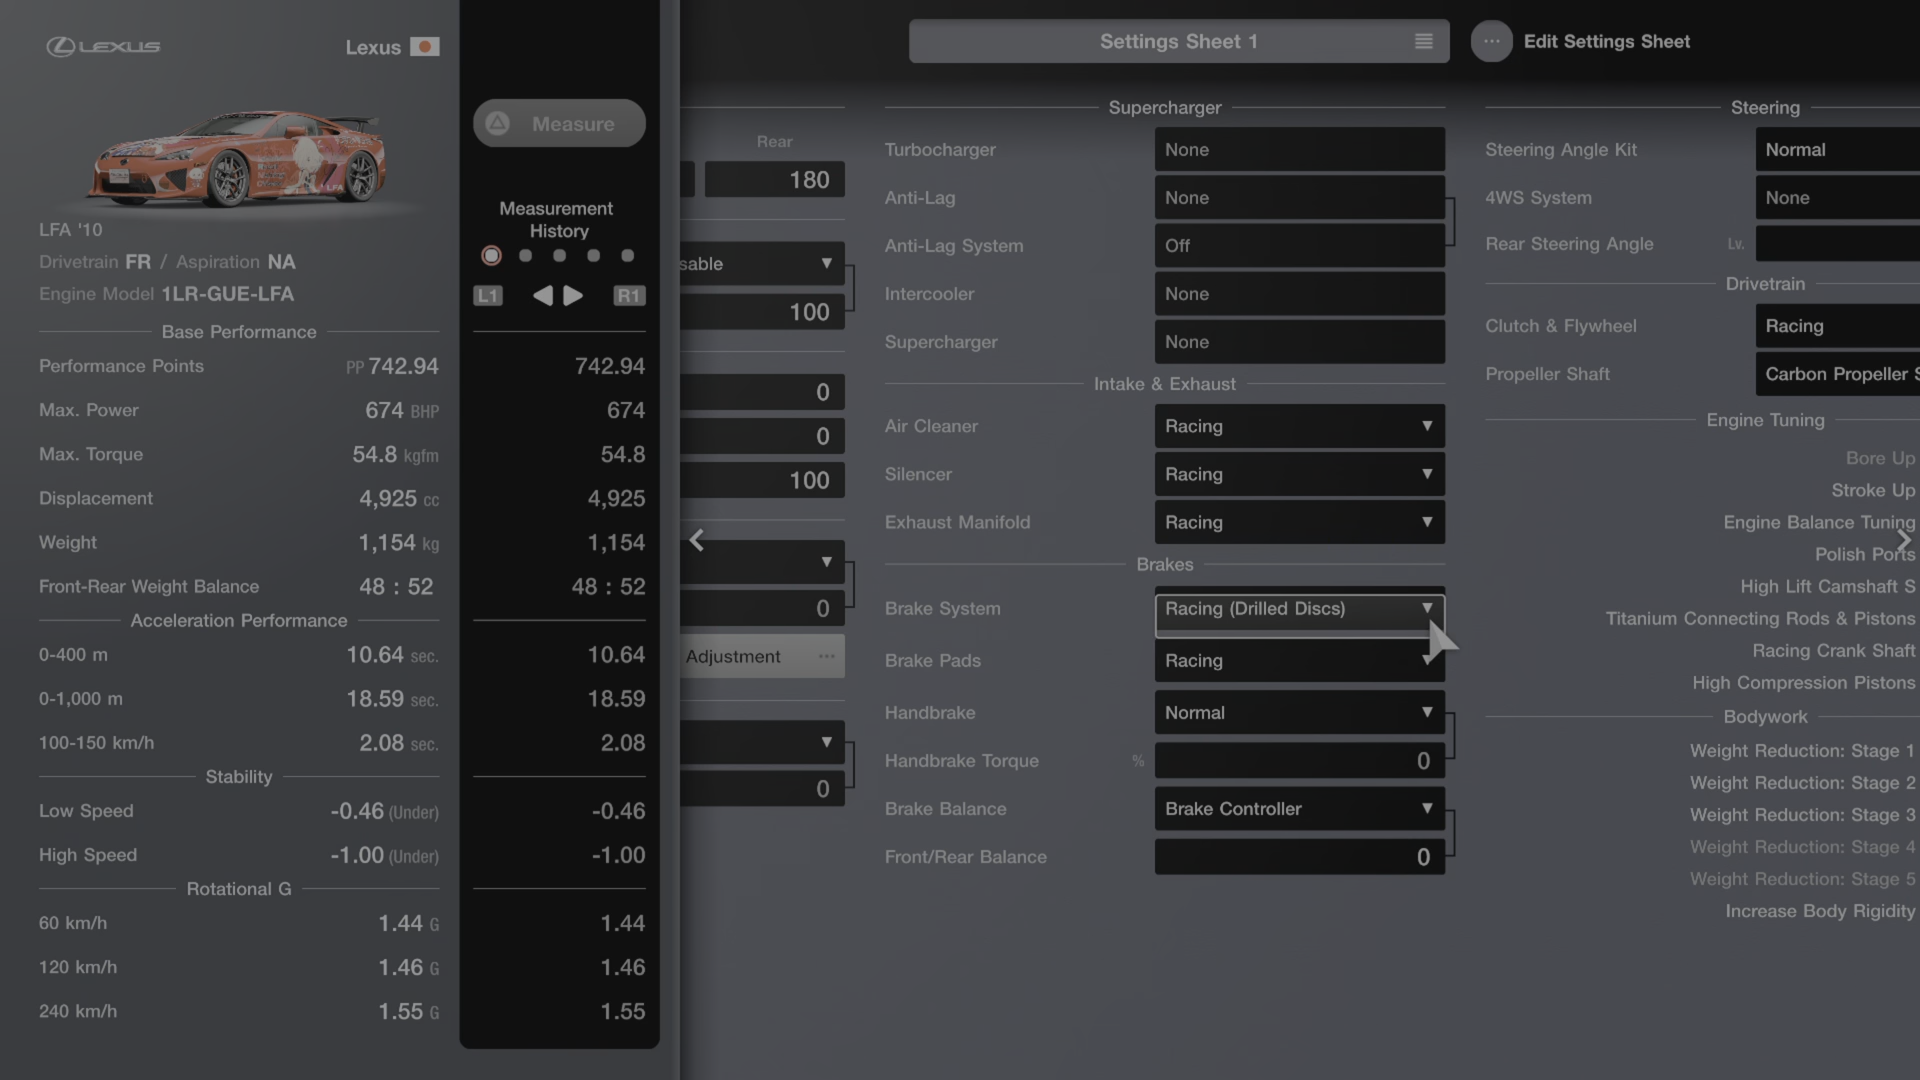 LEXUS
Lexus
LFA '10
Drivetrain FR / Aspiration NA
Engine Model 1LR-GUE-LFA
Base Performance
Performance Points PP 742.94
Max. Power 674 BHP
Max. Torque 54.8 kgfm
Displacement 4,925 cc
Weight 1,154 kg
Front-Rear Weight Balance 48 : 52
Acceleration Performance
0-400 m 10.64 sec.
0-1,000 m 18.59 sec.
100-150 km/h 2.08 sec.
Stability
Low Speed -0.46 (Under)
High Speed -1.00 (Under)
Rotational G
60 km/h 1.44 G
120 km/h 1.46 G
240 km/h 1.55 G
Measure
Measurement
History
L1 R1
742.94
674
54.8
4,925
1,154
48 : 52
10.64
18.59
2.08
-0.46
-1.00
1.44
1.46
1.55
Rear
180
sable
100
0
0
100
0
Adjustment ...
0
Settings Sheet 1
... Edit Settings Sheet
Supercharger
Turbocharger None
Anti-Lag None
Anti-Lag System Off
Intercooler None
Supercharger None
Intake & Exhaust
Air Cleaner Racing
Silencer Racing
Exhaust Manifold Racing
Brakes
Brake System Racing (Drilled Discs)
Brake Pads Racing
Handbrake Normal
Handbrake Torque % 0
Brake Balance Brake Controller
Front/Rear Balance 0
Steering
Steering Angle Kit Normal
4WS System None
Rear Steering Angle Lv.
Drivetrain
Clutch & Flywheel Racing
Propeller Shaft Carbon Propeller S
Engine Tuning
Bore Up
Stroke Up
Engine Balance Tuning
Polish Ports
High Lift Camshaft S
Titanium Connecting Rods & Pistons
Racing Crank Shaft
High Compression Pistons
Bodywork
Weight Reduction: Stage 1
Weight Reduction: Stage 2
Weight Reduction: Stage 3
Weight Reduction: Stage 4
Weight Reduction: Stage 5
Increase Body Rigidity